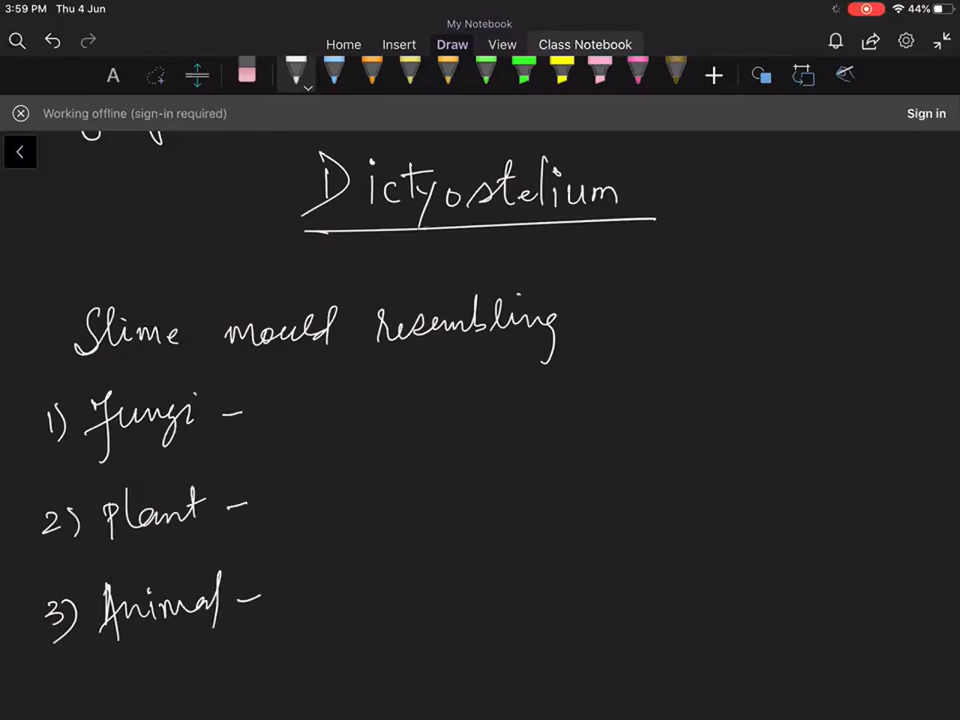 3:59 PM Thu 4 Jun
44%
My Notebook
Home Insert Draw View Class Notebook
A
Working offline (sign-in required)
Sign in
Dictyostelium
Slime mould resembling
1) Fungi -
2) Plant -
3) Animal -